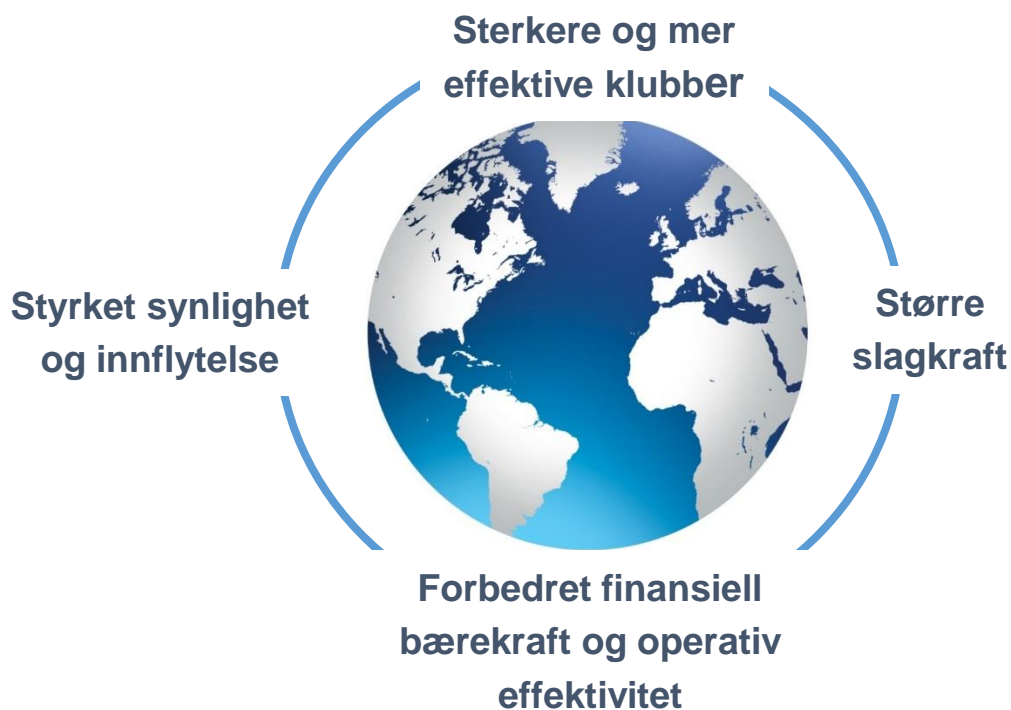 Sterkere og mer
effektive klubber
Styrket synlighet
og innflytelse
Større
slagkraft
Forbedret finansiell
bærekraft og operativ
effektivitet